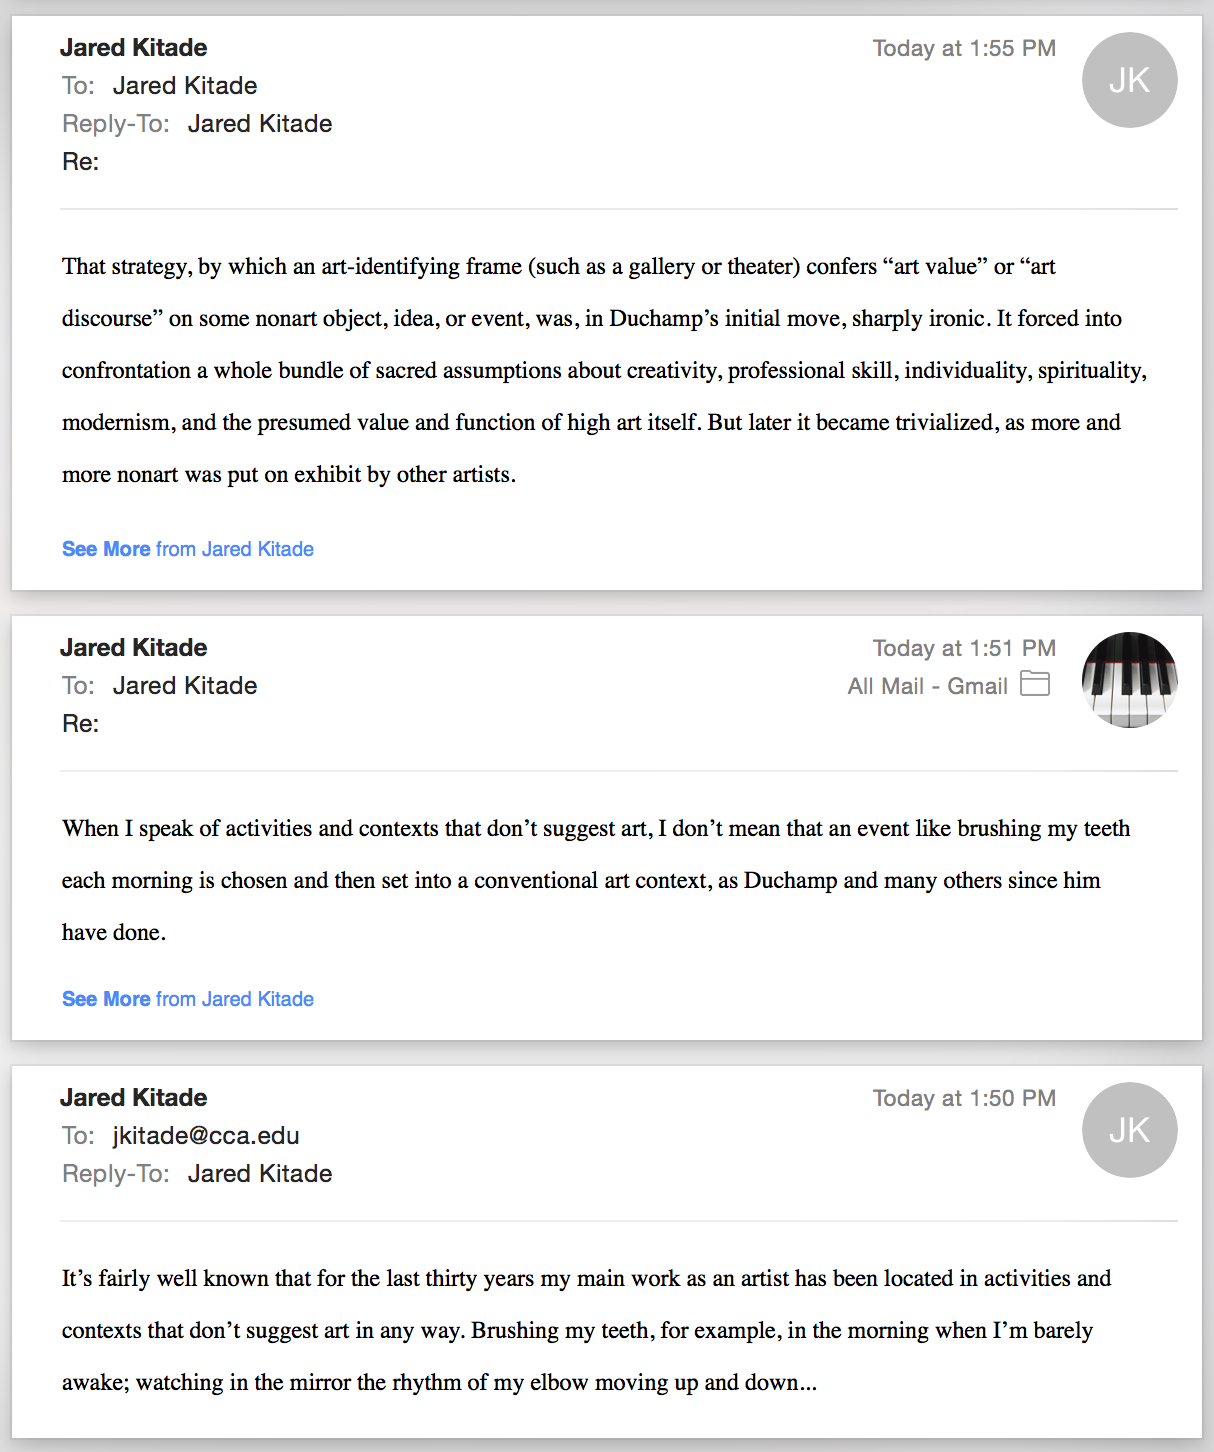 Jared Kitade
Today at 1:55 PM
JK
To: Jared Kitade
Reply-To: Jared Kitade
Re:
That strategy, by which an art-identifying frame (such as a gallery or theater) confers “art value” or “art
discourse” on some nonart object, idea, or event, was, in Duchamp’s initial move, sharply ironic. It forced into
confrontation a whole bundle of sacred assumptions about creativity, professional skill, individuality, spirituality,
modernism, and the presumed value and function of high art itself. But later it became trivialized, as more and
more nonart was put on exhibit by other artists.
See More from Jared Kitade
Jared Kitade
Today at 1:51 PM
To: Jared Kitade
All Mail - Gmail
Re:
When I speak of activities and contexts that don’t suggest art, I don’t mean that an event like brushing my teeth
each morning is chosen and then set into a conventional art context, as Duchamp and many others since him
have done.
See More from Jared Kitade
Jared Kitade
Today at 1:50 PM
JK
To: jkitade@cca.edu
Reply-To: Jared Kitade
It’s fairly well known that for the last thirty years my main work as an artist has been located in activities and
contexts that don’t suggest art in any way. Brushing my teeth, for example, in the morning when I’m barely
awake; watching in the mirror the rhythm of my elbow moving up and down...